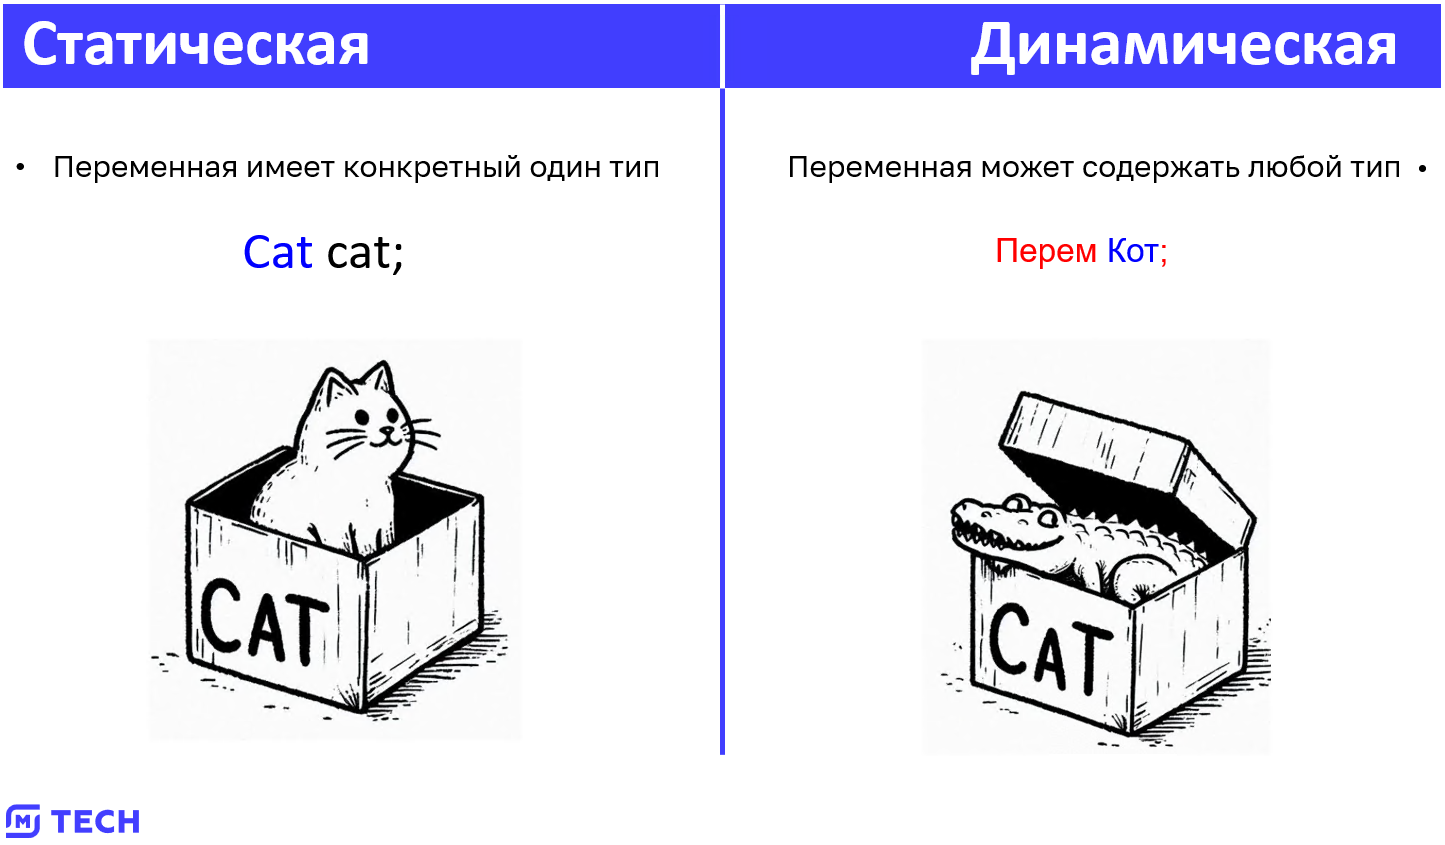 Статическая
Динамическая
• Переменная имеет конкретный один тип
Переменная может содержать любой тип •
Cat cat;
Перем Кот;
CAT
CAT
M TECH